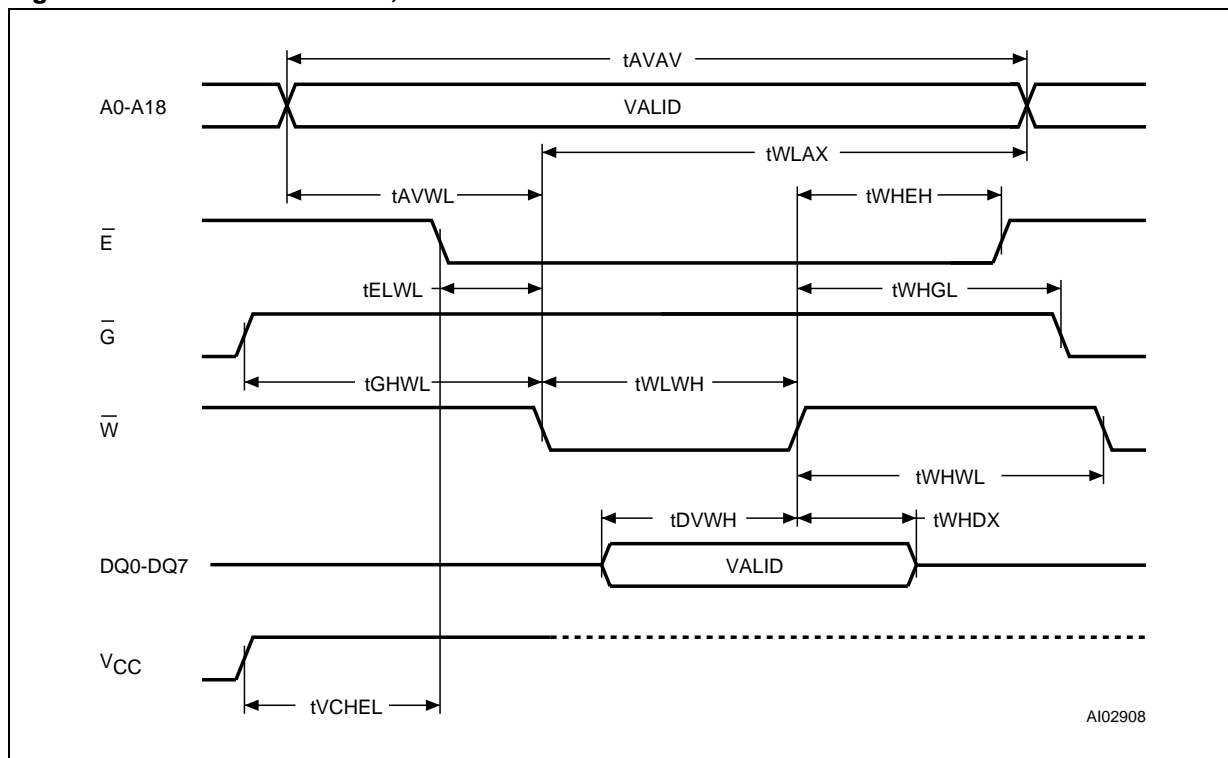 tAVAV
A0-A18
VALID
tWLAX
tAVWL
tWHEH
E̅
tELWL
tWHGL
G̅
tGHWL
tWLWH
W̅
tWHWL
tDVWH
tWHDX
DQ0-DQ7
VALID
VCC
tVCHEL
AI02908